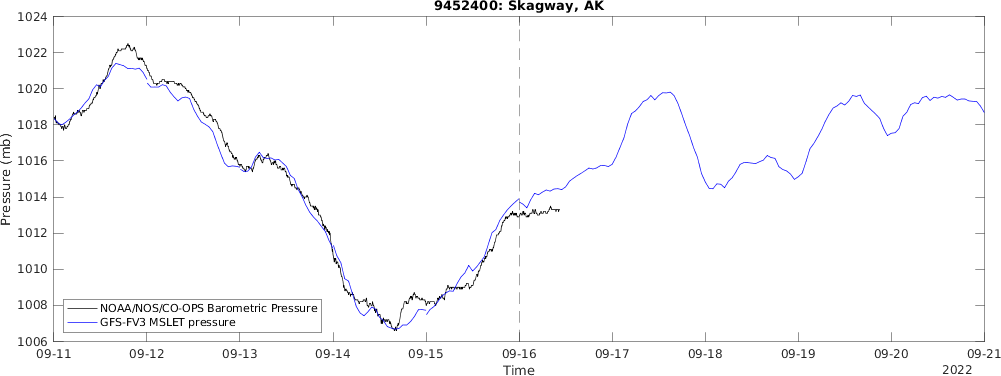 9452400: Skagway, AK
Pressure (mb)
1024
1022
1020
1018
1016
1014
1012
1010
1008
1006
NOAA/NOS/CO-OPS Barometric Pressure
GFS-FV3 MSLET pressure
09-11 09-12 09-13 09-14 09-15 09-16 09-17 09-18 09-19 09-20 09-21
Time
2022